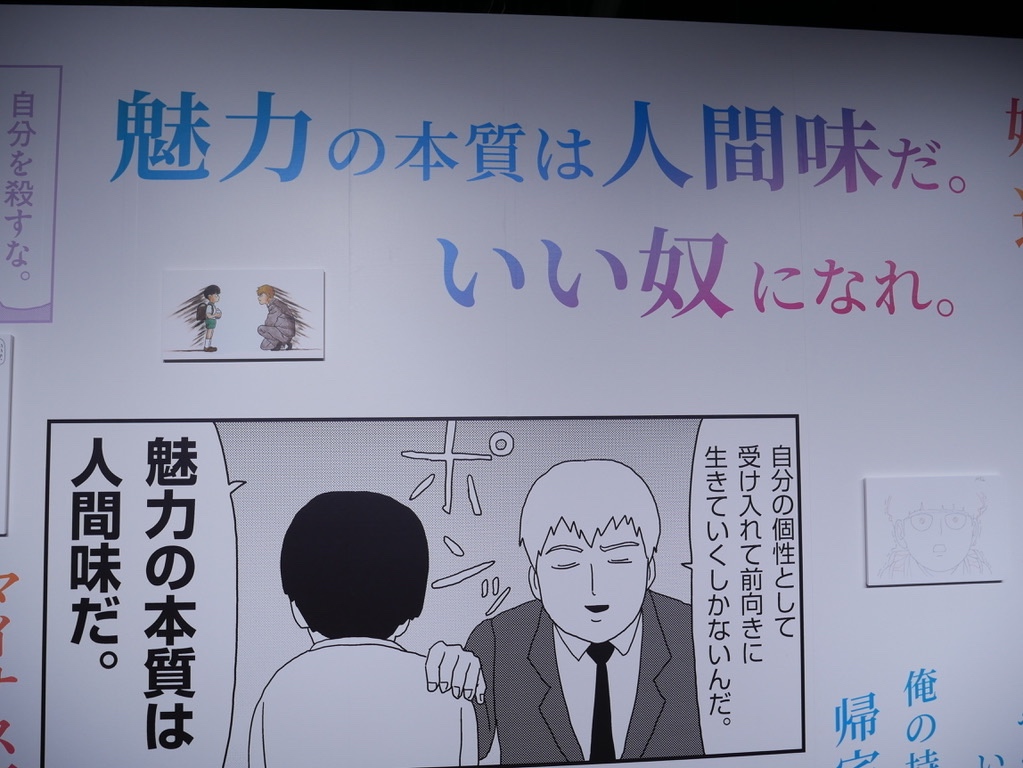 魅力の本質は人間味だ。
いい奴になれ。
自分を殺すな。
自分の個性として
受け入れて前向きに
生きていくしかないんだ。
ポンッ
魅力の本質は
人間味だ。
俺の持
帰宅